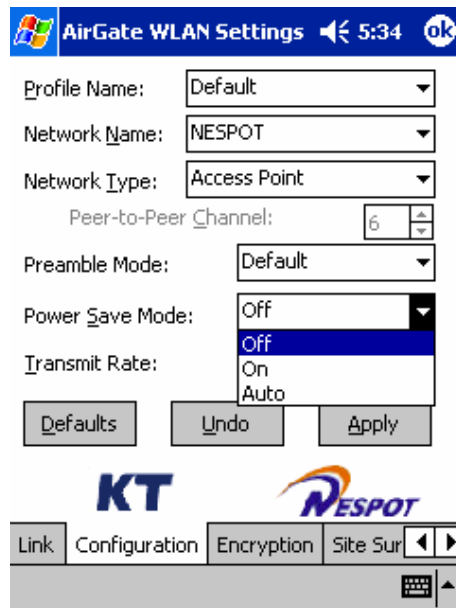 AirGate WLAN Settings 5:34 ok
Profile Name: Default
Network Name: NESPOT
Network Type: Access Point
Peer-to-Peer Channel: 6
Preamble Mode: Default
Power Save Mode: Off
Off
Transmit Rate:
On
Auto
Defaults Undo Apply
KT NESPOT
Link Configuration Encryption Site Sur